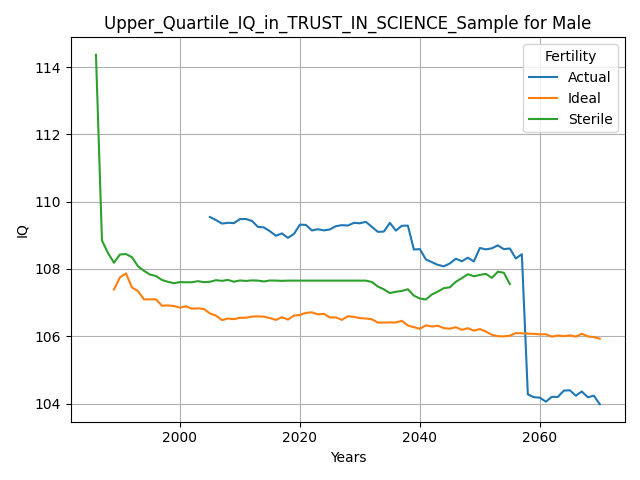 Upper_Quartile_IQ_in_TRUST_IN_SCIENCE_Sample for Male
Fertility
Actual
Ideal
Sterile
IQ
114
112
110
108
106
104
2000
2020
2040
2060
Years